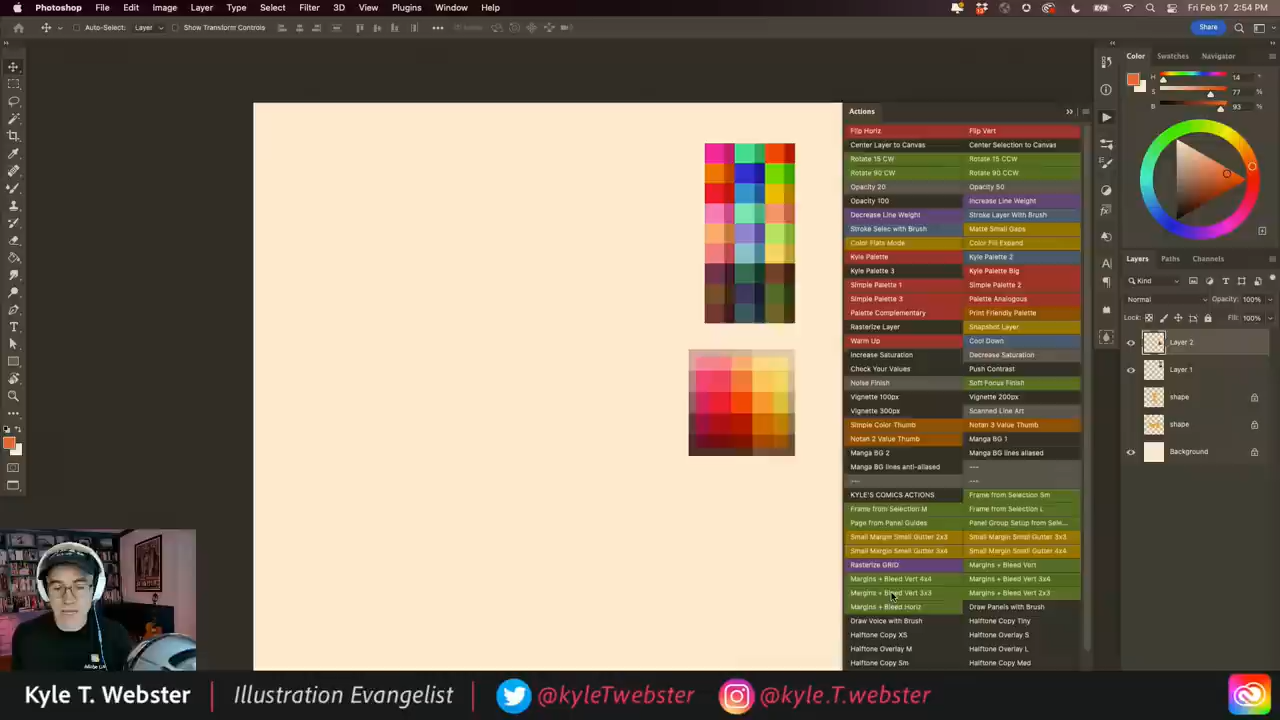 Photoshop File Edit Image Layer Type Select Filter 3D View Plugins Window Help Fri Feb 17 2:58 PM
Auto-Select: Layer Show Transform Controls 3D Mode: Share
Color Swatches Navigator
H 14
S 77
B 93
Actions
Flip Horiz Flip Vert
Center Layer to Canvas Center Selection to Canvas
Rotate 15 CW Rotate 15 CCW
Rotate 90 CW Rotate 90 CCW
Opacity 20 Opacity 50
Opacity 100 Increase Line Weight
Decrease Line Weight Stroke Layer With Brush
Stroke Selec with Brush Matte Small Gaps
Color Flats Mode Color Fill Expand
Kyle Palette Kyle Palette 2
Kyle Palette 3 Kyle Palette Big
Simple Palette 1 Simple Palette 2
Simple Palette 3 Palette Analogous
Palette Complementary Print Friendly Palette
Rasterize Layer Snapshot Layer
Warm Up Cool Down
Increase Saturation Decrease Saturation
Check Your Values Push Contrast
Noise Finish Soft Focus Finish
Vignette 100px Vignette 200px
Vignette 300px Scanned Line Art
Simple Color Thumb Notan 3 Value Thumb
Notan 2 Value Thumb Manga BG 1
Manga BG 2 Manga BG lines aliased
Manga BG lines anti-aliased ---
--- ---
KYLE'S COMICS ACTIONS Frame from Selection Sm
Frame from Selection M Frame from Selection L
Page from Panel Guides Panel Group Setup from Sele...
Small Margin Small Gutter 2x3 Small Margin Small Gutter 3x3
Small Margin Small Gutter 3x4 Small Margin Small Gutter 4x4
Rasterize GRID Margins + Bleed Vert
Margins + Bleed Vert 4x4 Margins + Bleed Vert 3x4
Margins + Bleed Vert 3x3 Margins + Bleed Vert 2x3
Margins + Bleed Horiz Draw Panels with Brush
Draw Voice with Brush Halftone Copy Tiny
Halftone Copy XS Halftone Overlay S
Halftone Overlay M Halftone Overlay L
Halftone Copy Sm Halftone Copy Med
Layers Paths Channels
Kind
Normal Opacity: 100%
Lock: Fill: 100%
Layer 2
Layer 1
shape
shape
Background
Kyle T. Webster | Illustration Evangelist | @kyleTwebster @kyle.T.webster